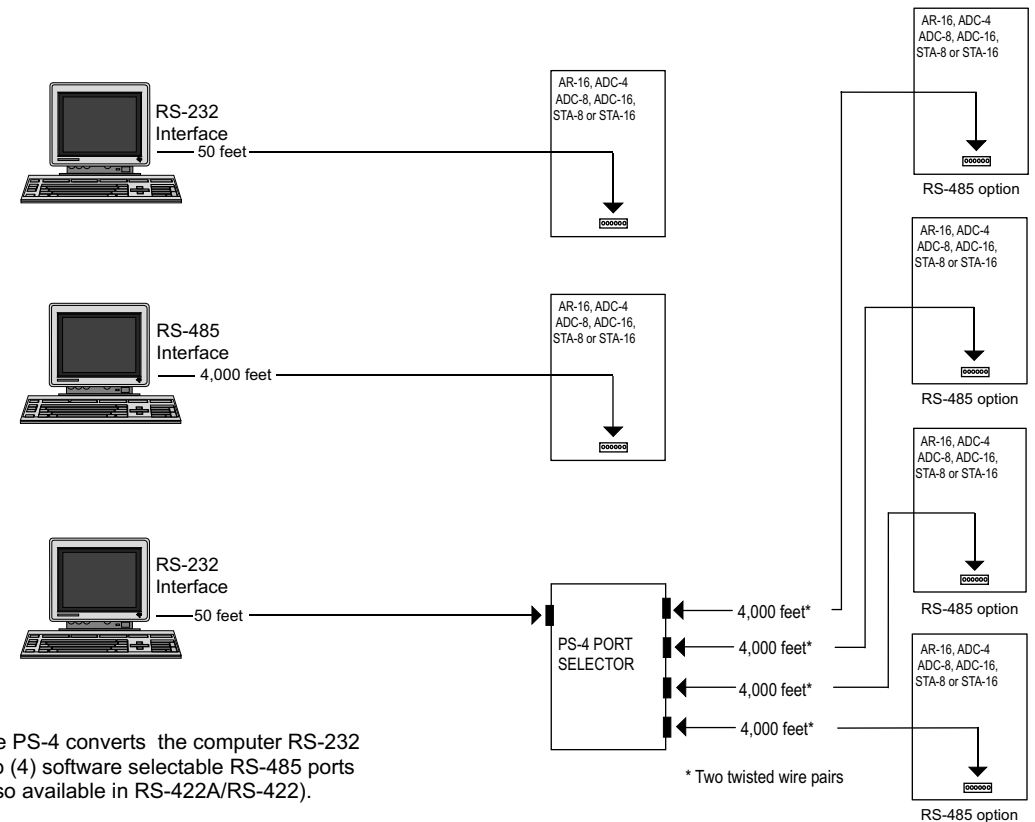 RS-232
Interface
50 feet
AR-16, ADC-4
ADC-8, ADC-16,
STA-8 or STA-16
RS-485
Interface
4,000 feet
AR-16, ADC-4
ADC-8, ADC-16,
STA-8 or STA-16
RS-232
Interface
50 feet
PS-4 PORT
SELECTOR
4,000 feet*
4,000 feet*
4,000 feet*
4,000 feet*
* Two twisted wire pairs
AR-16, ADC-4
ADC-8, ADC-16,
STA-8 or STA-16
RS-485 option
AR-16, ADC-4
ADC-8, ADC-16,
STA-8 or STA-16
RS-485 option
AR-16, ADC-4
ADC-8, ADC-16,
STA-8 or STA-16
RS-485 option
AR-16, ADC-4
ADC-8, ADC-16,
STA-8 or STA-16
RS-485 option
e PS-4 converts the computer RS-232
o (4) software selectable RS-485 ports
so available in RS-422A/RS-422).